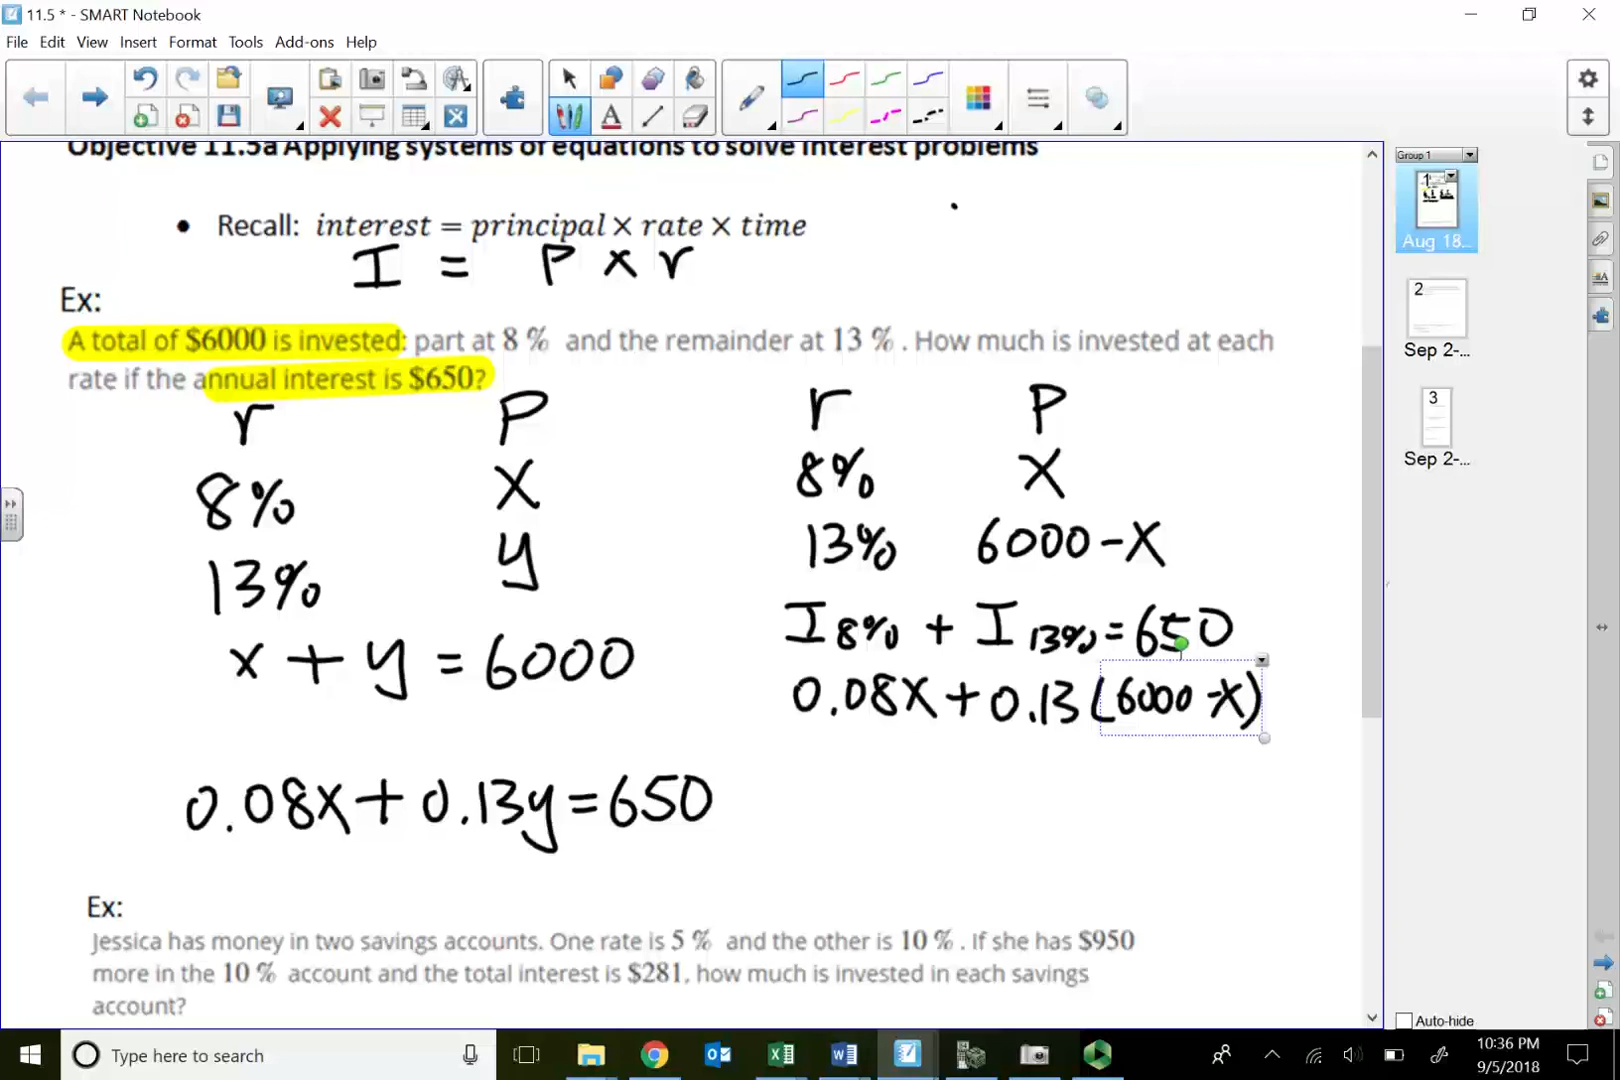 11.5 * - SMART Notebook
File Edit View Insert Format Tools Add-ons Help
Objective 11.5a Applying systems of equations to solve interest problems
• Recall: interest = principal × rate × time
I = P × r
Ex:
A total of $6000 is invested: part at 8 % and the remainder at 13 % . How much is invested at each
rate if the annual interest is $650?
r P
8% x
13% y
x + y = 6000
0.08x + 0.13y = 650
r P
8% x
13% 6000 - x
I 8% + I 13% = 650
0.08x + 0.13 (6000 - x)
Ex:
Jessica has money in two savings accounts. One rate is 5 % and the other is 10 % . If she has $950
more in the 10 % account and the total interest is $281, how much is invested in each savings
account?
Group 1
1
Aug 18...
2
Sep 2-...
3
Sep 2-...
Auto-hide
Type here to search
10:36 PM
9/5/2018